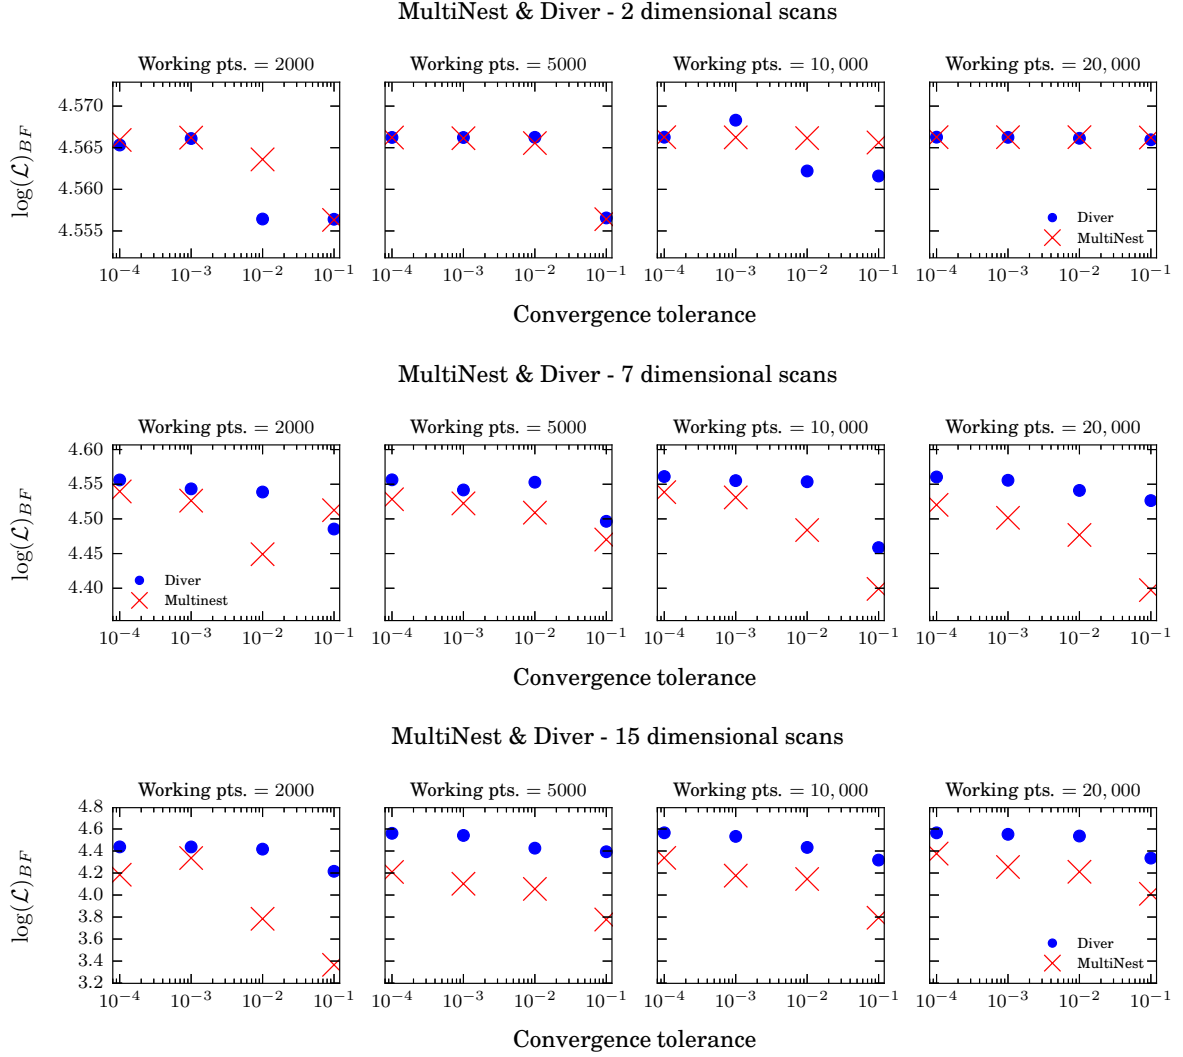 MultiNest & Diver - 2 dimensional scans
Working pts. = 2000 Working pts. = 5000 Working pts. = 10,000 Working pts. = 20,000
4.570
4.565
4.560
4.555
log(ℒ)_BF
Diver
MultiNest
10⁻⁴ 10⁻³ 10⁻² 10⁻¹ 10⁻⁴ 10⁻³ 10⁻² 10⁻¹ 10⁻⁴ 10⁻³ 10⁻² 10⁻¹ 10⁻⁴ 10⁻³ 10⁻² 10⁻¹
Convergence tolerance
MultiNest & Diver - 7 dimensional scans
Working pts. = 2000 Working pts. = 5000 Working pts. = 10,000 Working pts. = 20,000
4.60
4.55
4.50
4.45
4.40
log(ℒ)_BF
Diver
Multinest
10⁻⁴ 10⁻³ 10⁻² 10⁻¹ 10⁻⁴ 10⁻³ 10⁻² 10⁻¹ 10⁻⁴ 10⁻³ 10⁻² 10⁻¹ 10⁻⁴ 10⁻³ 10⁻² 10⁻¹
Convergence tolerance
MultiNest & Diver - 15 dimensional scans
Working pts. = 2000 Working pts. = 5000 Working pts. = 10,000 Working pts. = 20,000
4.8
4.6
4.4
4.2
4.0
3.8
3.6
3.4
3.2
log(ℒ)_BF
Diver
MultiNest
10⁻⁴ 10⁻³ 10⁻² 10⁻¹ 10⁻⁴ 10⁻³ 10⁻² 10⁻¹ 10⁻⁴ 10⁻³ 10⁻² 10⁻¹ 10⁻⁴ 10⁻³ 10⁻² 10⁻¹
Convergence tolerance